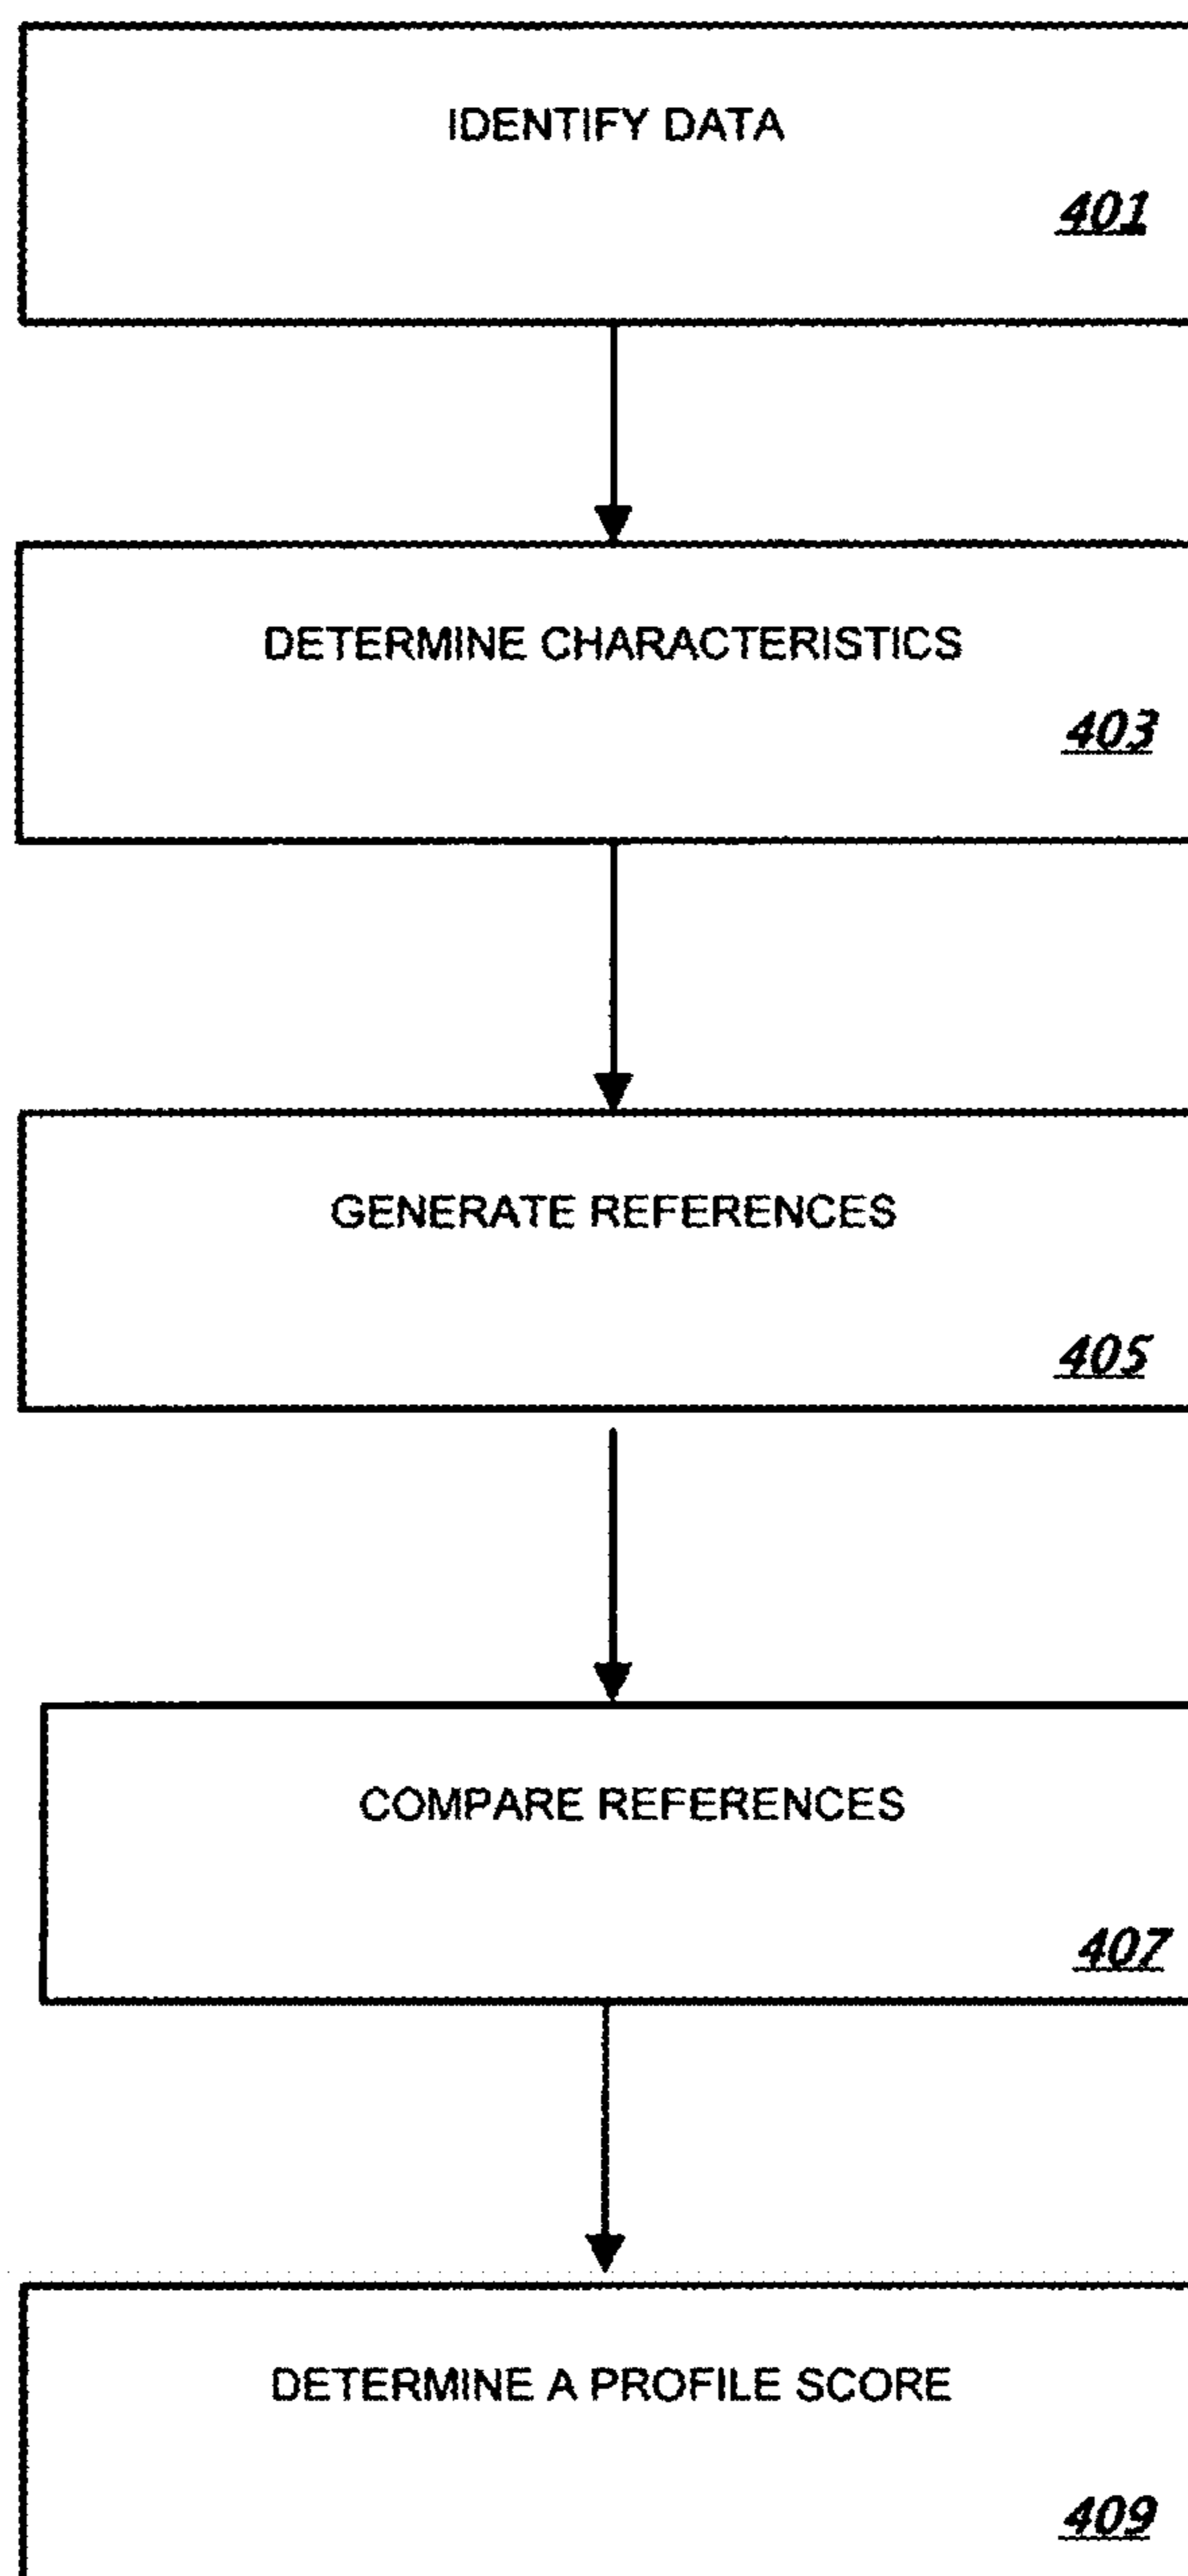 IDENTIFY DATA
401
DETERMINE CHARACTERISTICS
403
GENERATE REFERENCES
405
COMPARE REFERENCES
407
DETERMINE A PROFILE SCORE
409